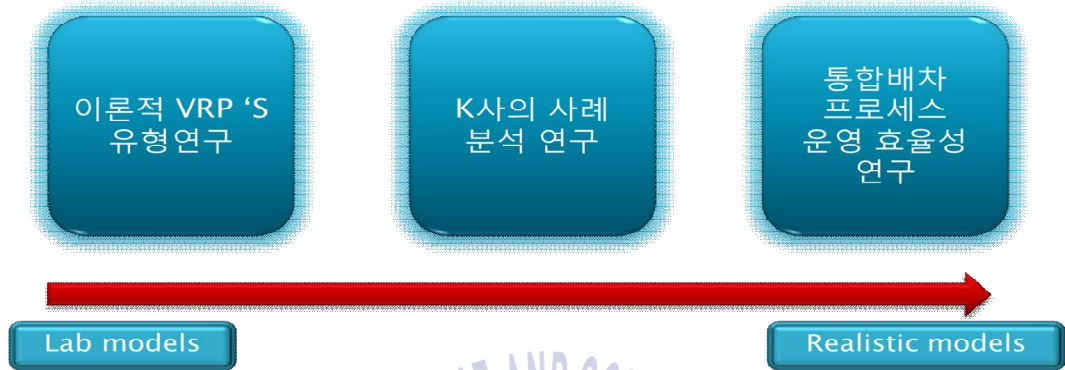 이론적 VRP ‘S
유형연구
K사의 사례
분석 연구
통합배차
프로세스
운영 효율성
연구
Lab models
Realistic models
AND